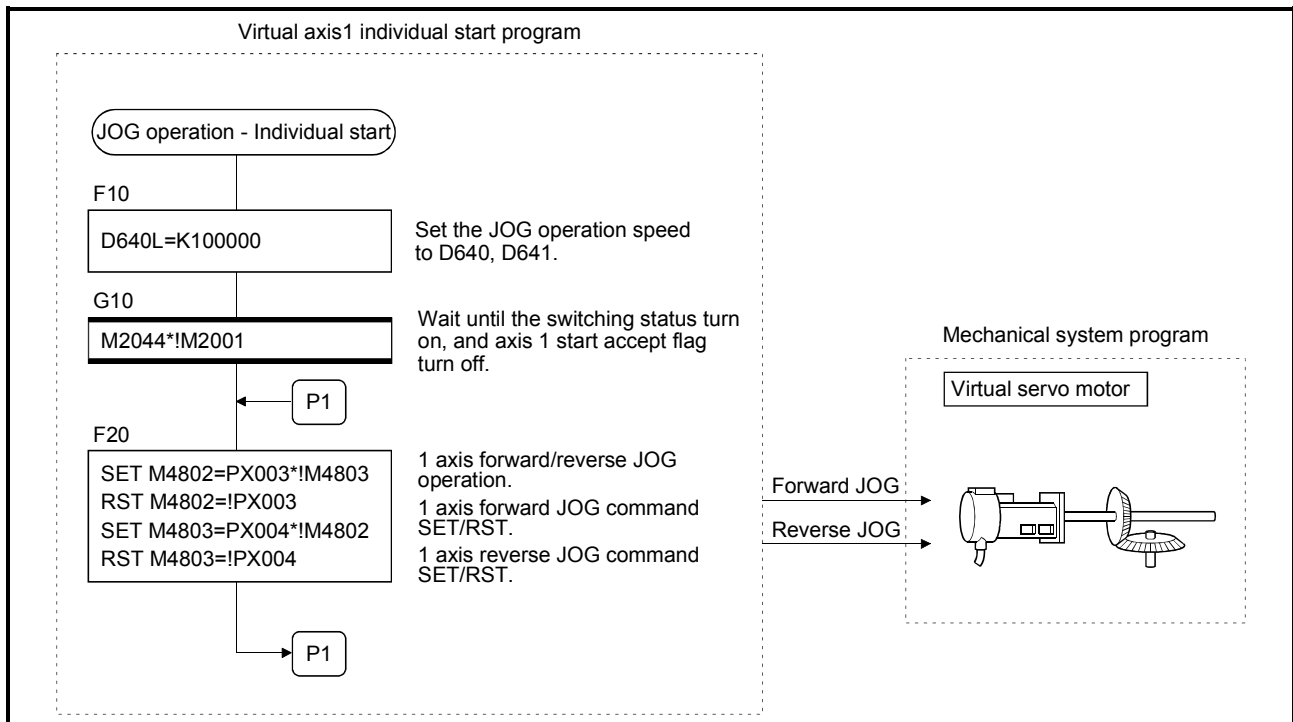 Virtual axis1 individual start program
JOG operation - Individual start
F10
D640L=K100000
Set the JOG operation speed
to D640, D641.
G10
M2044*!M2001
Wait until the switching status turn
on, and axis 1 start accept flag
turn off.
P1
F20
SET M4802=PX003*!M4803
RST M4802=!PX003
SET M4803=PX004*!M4802
RST M4803=!PX004
1 axis forward/reverse JOG
operation.
1 axis forward JOG command
SET/RST.
1 axis reverse JOG command
SET/RST.
P1
Forward JOG
Reverse JOG
Mechanical system program
Virtual servo motor